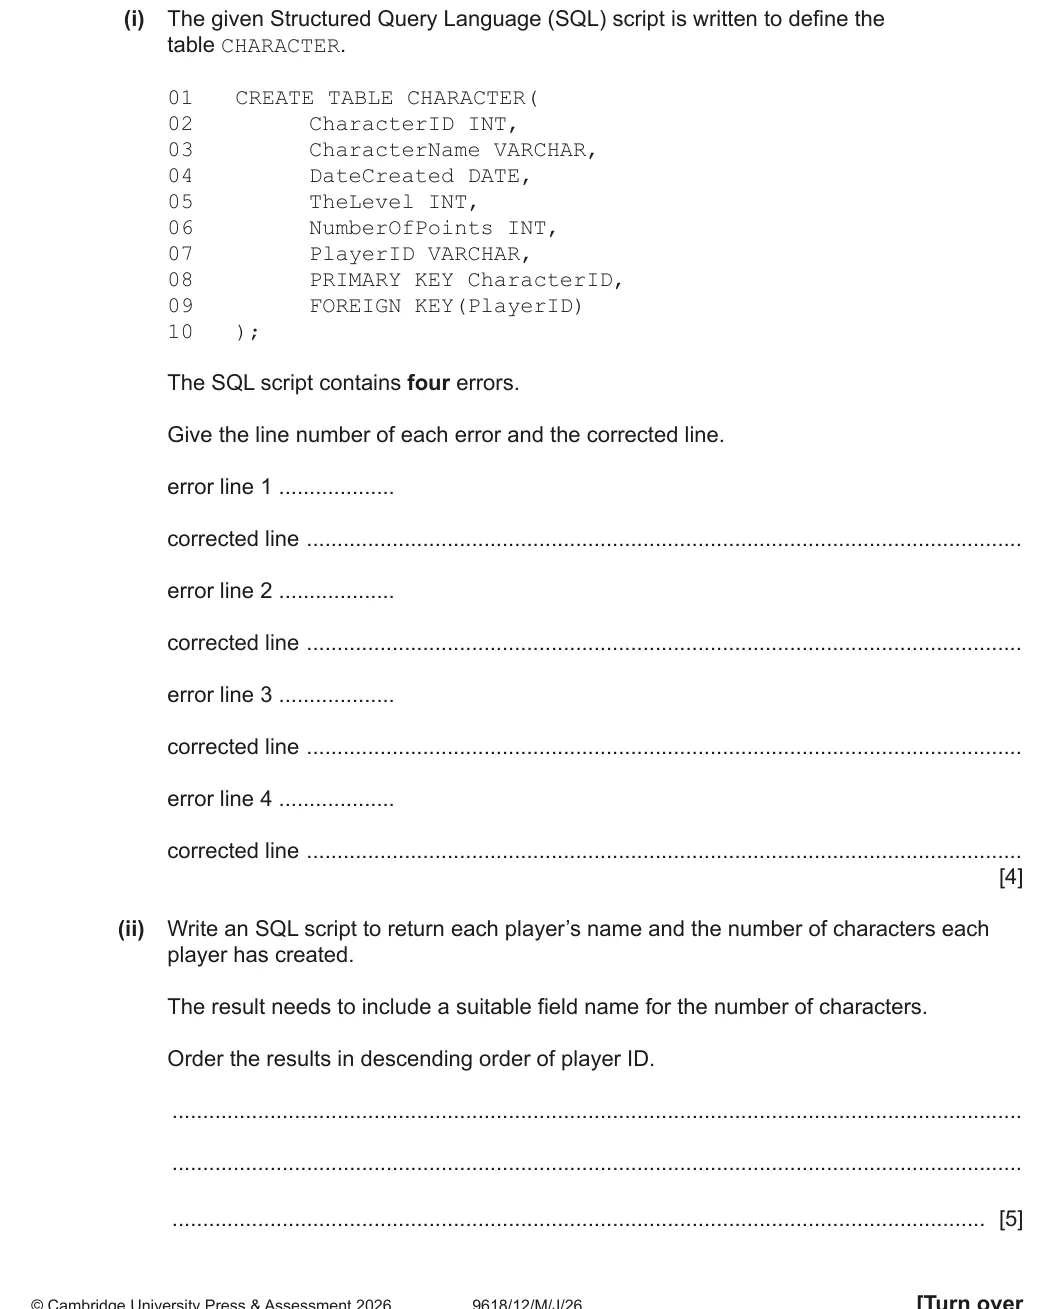 (i) The given Structured Query Language (SQL) script is written to define the
table CHARACTER.
01 CREATE TABLE CHARACTER(
02 CharacterID INT,
03 CharacterName VARCHAR,
04 DateCreated DATE,
05 TheLevel INT,
06 NumberOfPoints INT,
07 PlayerID VARCHAR,
08 PRIMARY KEY CharacterID,
09 FOREIGN KEY(PlayerID)
10 );
The SQL script contains four errors.
Give the line number of each error and the corrected line.
error line 1 ...................
corrected line ......................................................................................................................
error line 2 ...................
corrected line ......................................................................................................................
error line 3 ...................
corrected line ......................................................................................................................
error line 4 ...................
corrected line ......................................................................................................................
[4]
(ii) Write an SQL script to return each player's name and the number of characters each
player has created.
The result needs to include a suitable field name for the number of characters.
Order the results in descending order of player ID.
............................................................................................................................................
............................................................................................................................................
...................................................................................................................................... [5]
© Cambridge University Press & Assessment 2026 9618/12/M/J/26 [Turn over